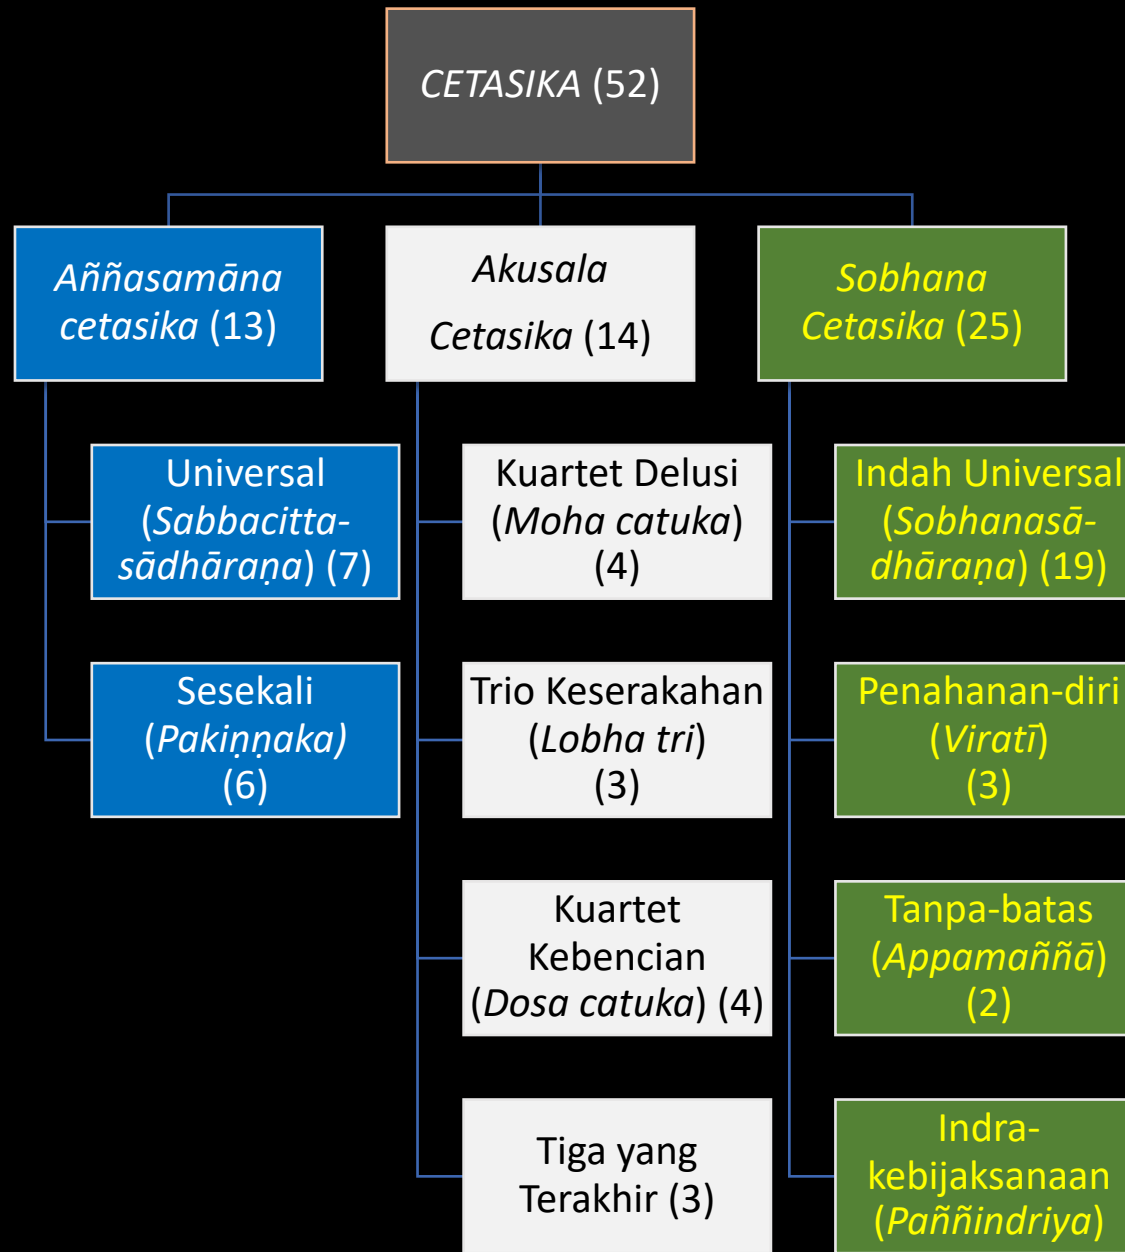 CETASIKA (52)
Aññasamāna
cetasika (13)
Akusala
Cetasika (14)
Sobhana
Cetasika (25)
Universal
(Sabbacitta-
sādhāraṇa) (7)
Kuartet Delusi
(Moha catuka)
(4)
Indah Universal
(Sobhanasā-
dhāraṇa) (19)
Sesekali
(Pakiṇṇaka)
(6)
Trio Keserakahan
(Lobha tri)
(3)
Penahanan-diri
(Viratī)
(3)
Kuartet
Kebencian
(Dosa catuka) (4)
Tanpa-batas
(Appamaññā)
(2)
Tiga yang
Terakhir (3)
Indra-
kebijaksanaan
(Paññindriya)